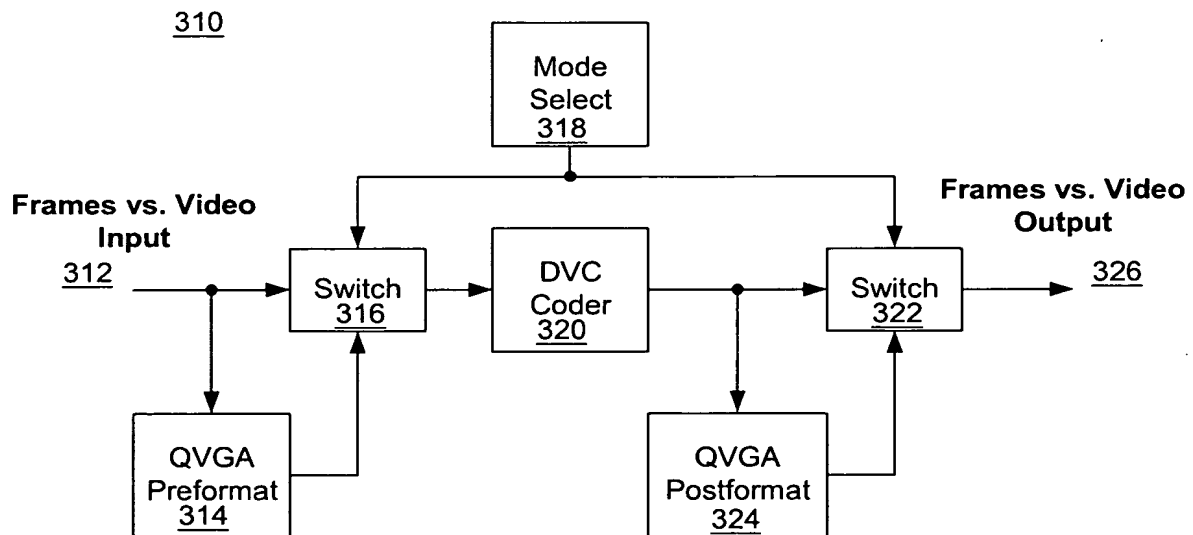 310
Mode
Select
318
Frames vs. Video
Input
312
Switch
316
DVC
Coder
320
Switch
322
Frames vs. Video
Output
326
QVGA
Preformat
314
QVGA
Postformat
324